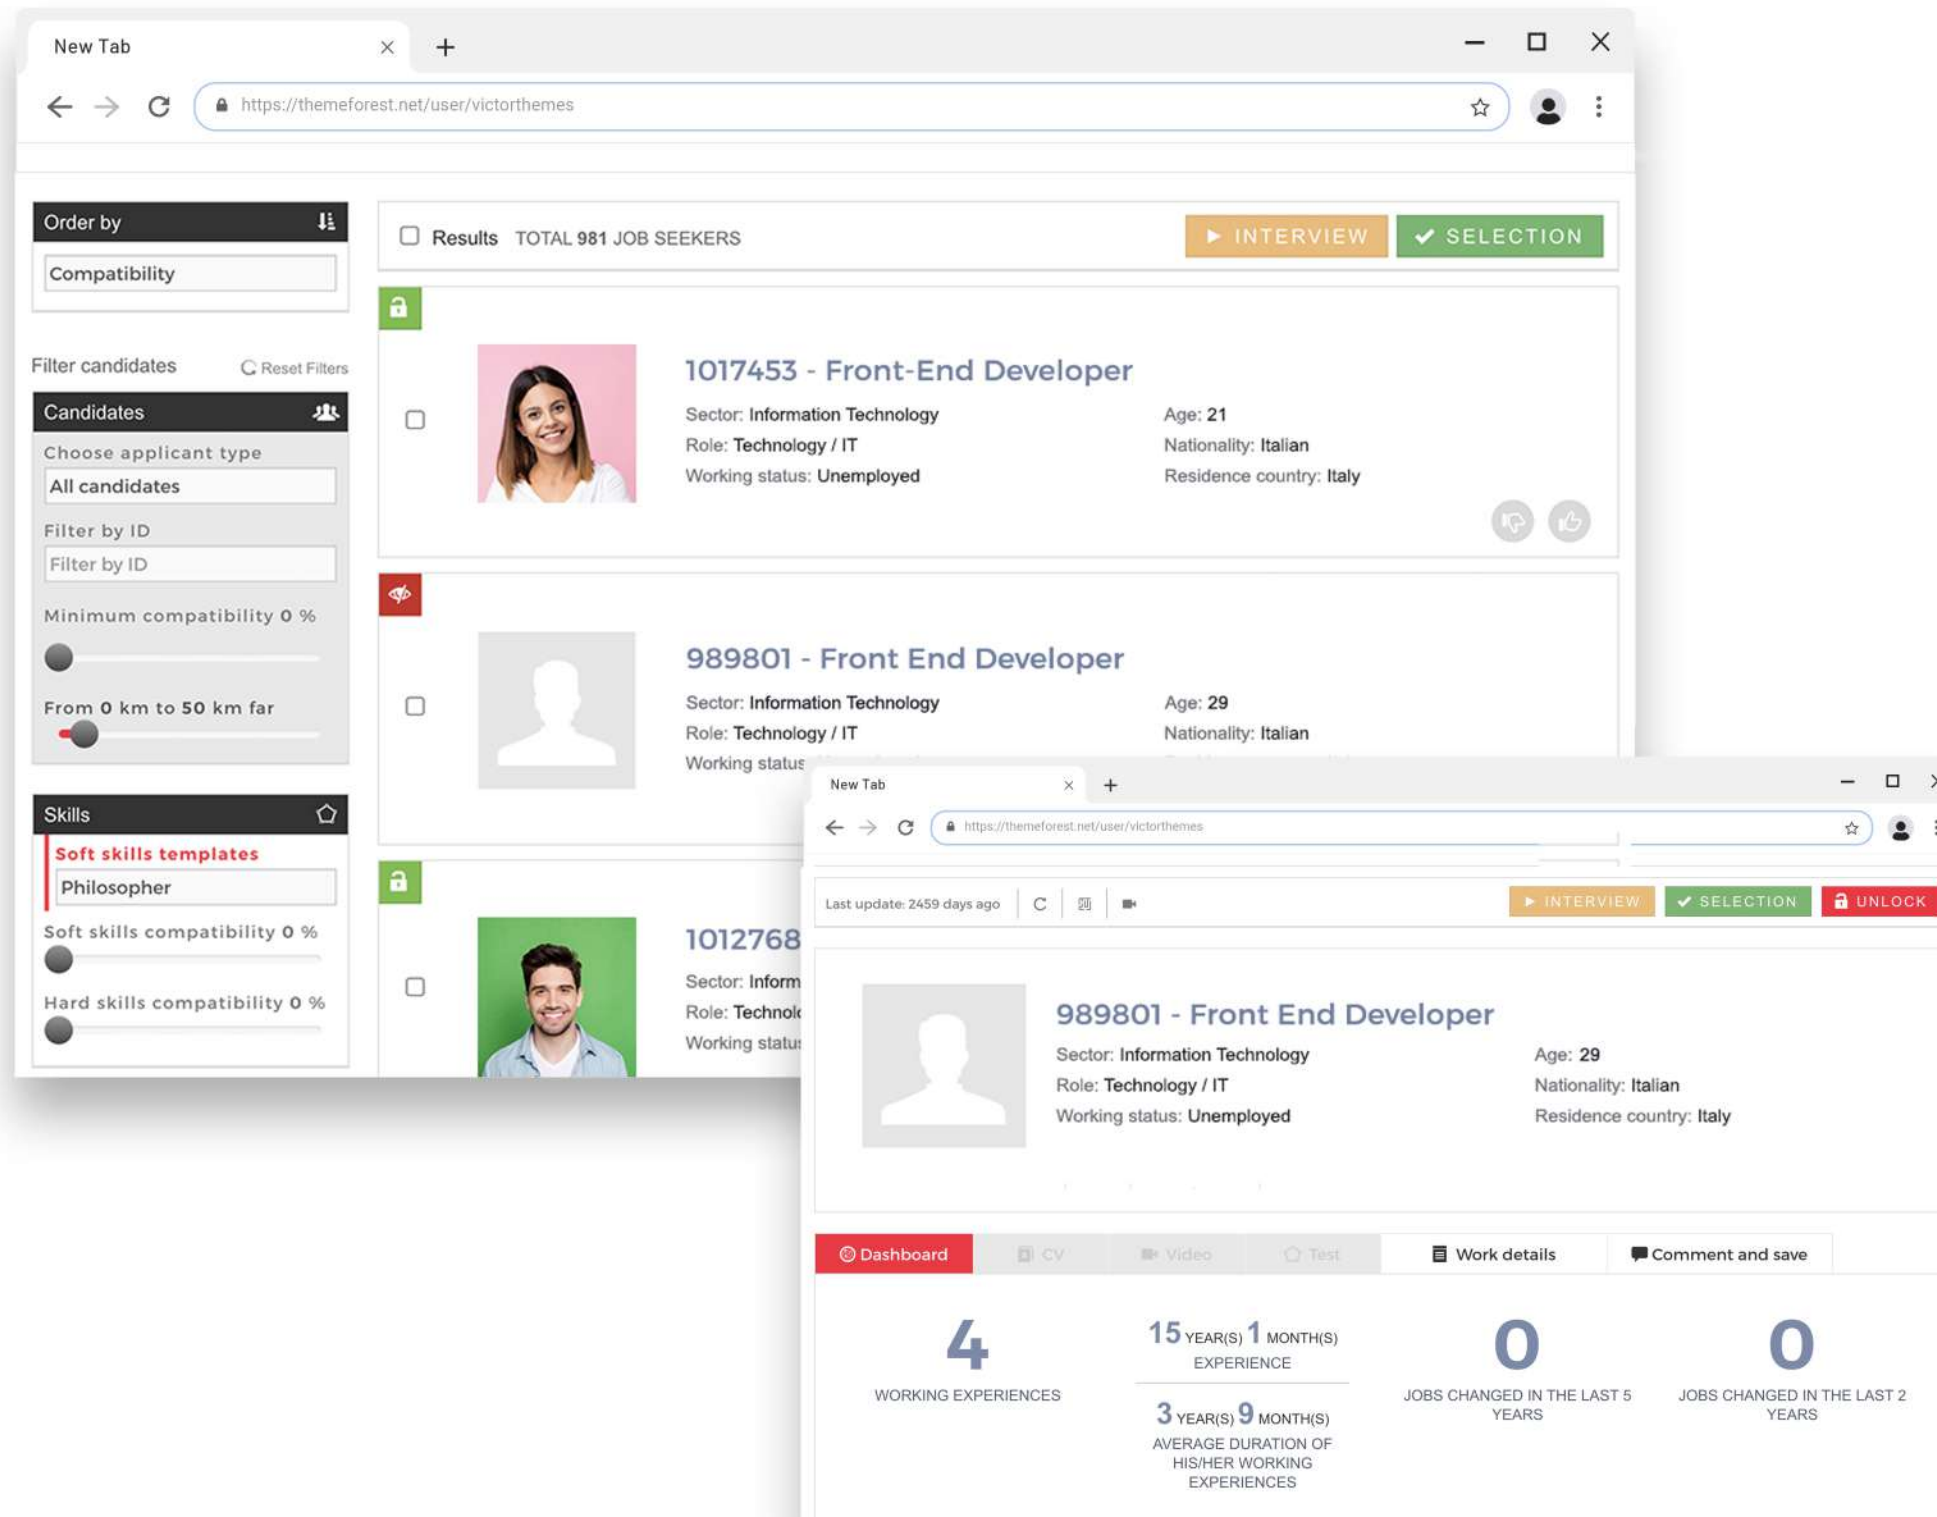 New Tab
https://themeforest.net/user/victorthemes
Order by
Compatibility
Filter candidates Reset Filters
Candidates
Choose applicant type
All candidates
Filter by ID
Filter by ID
Minimum compatibility 0 %
From 0 km to 50 km far
Skills
Soft skills templates
Philosopher
Soft skills compatibility 0 %
Hard skills compatibility 0 %
Results TOTAL 981 JOB SEEKERS
INTERVIEW SELECTION
1017453 - Front-End Developer
Sector: Information Technology Age: 21
Role: Technology / IT Nationality: Italian
Working status: Unemployed Residence country: Italy
989801 - Front End Developer
Sector: Information Technology Age: 29
Role: Technology / IT Nationality: Italian
Working status
1012768
Sector: Inform
Role: Technol
Working statu
New Tab
https://themeforest.net/user/victorthemes
Last update: 2459 days ago
INTERVIEW SELECTION UNLOCK
989801 - Front End Developer
Sector: Information Technology Age: 29
Role: Technology / IT Nationality: Italian
Working status: Unemployed Residence country: Italy
Dashboard CV Video Test Work details Comment and save
4
WORKING EXPERIENCES
15 YEAR(S) 1 MONTH(S)
EXPERIENCE
3 YEAR(S) 9 MONTH(S)
AVERAGE DURATION OF
HIS/HER WORKING
EXPERIENCES
0
JOBS CHANGED IN THE LAST 5
YEARS
0
JOBS CHANGED IN THE LAST 2
YEARS